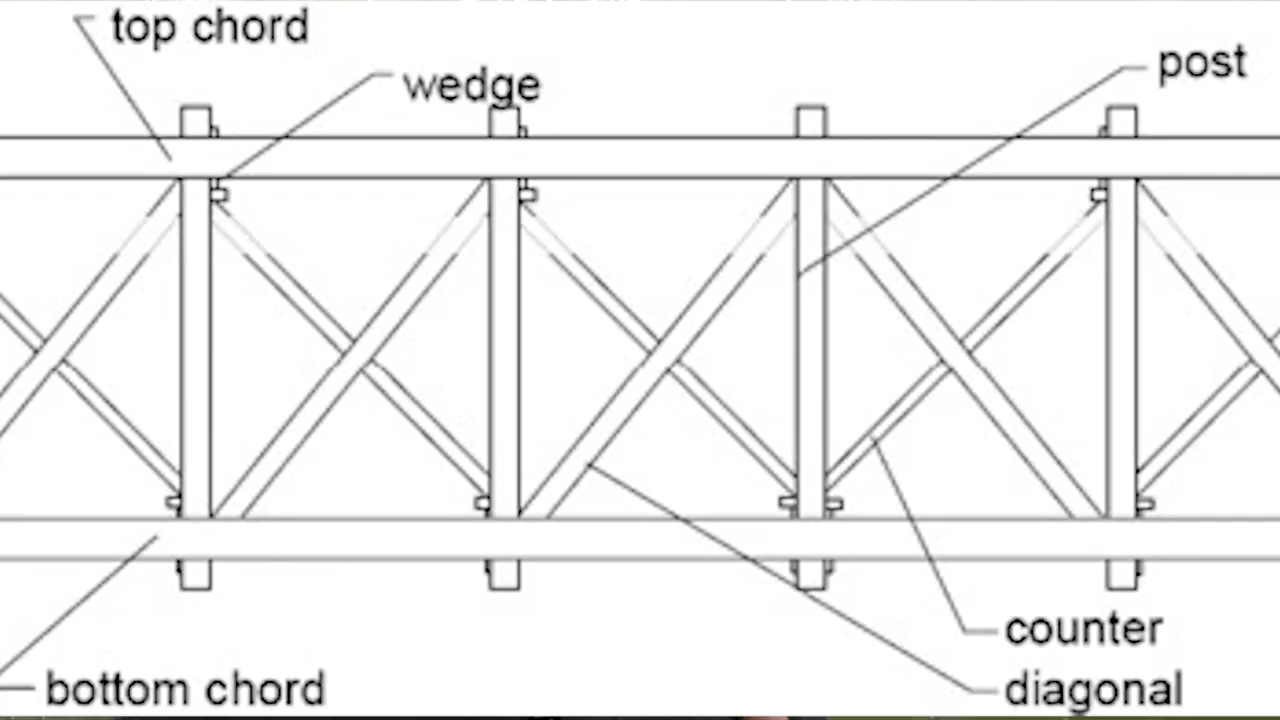 top chord
wedge
post
counter
diagonal
bottom chord